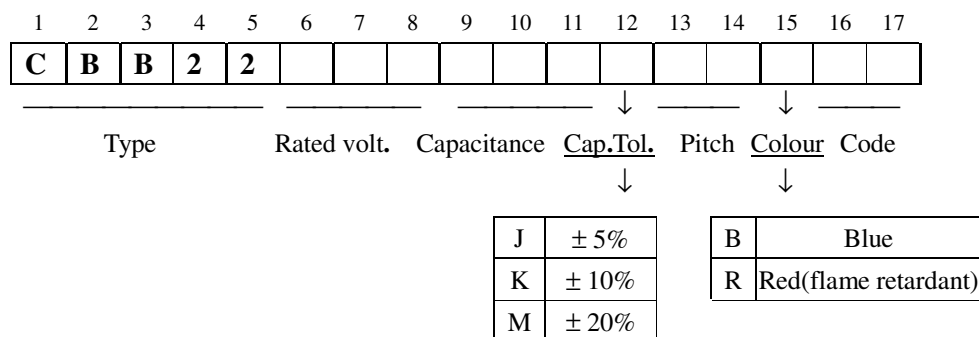 1 2 3 4 5 6 7 8 9 10 11 12 13 14 15 16 17
C B B 2 2
↓ ↓
Type Rated volt. Capacitance Cap.Tol. Pitch Colour Code
↓ ↓
J ± 5% B Blue
K ± 10% R Red(flame retardant)
M ± 20%